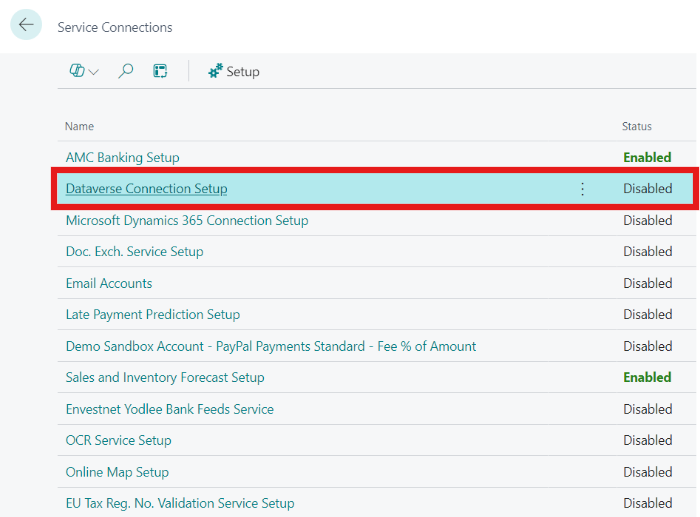 Service Connections
Setup
Name Status
AMC Banking Setup Enabled
Dataverse Connection Setup Disabled
Microsoft Dynamics 365 Connection Setup Disabled
Doc. Exch. Service Setup Disabled
Email Accounts Disabled
Late Payment Prediction Setup Disabled
Demo Sandbox Account - PayPal Payments Standard - Fee % of Amount Disabled
Sales and Inventory Forecast Setup Enabled
Envestnet Yodlee Bank Feeds Service Disabled
OCR Service Setup Disabled
Online Map Setup Disabled
EU Tax Reg. No. Validation Service Setup Disabled